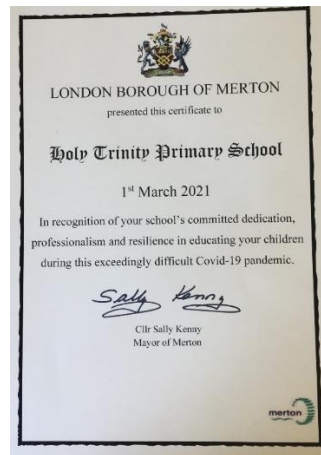 LONDON BOROUGH OF MERTON
presented this certificate to
Holy Trinity Primary School
1st March 2021
In recognition of your school's committed dedication,
professionalism and resilience in educating your children
during this exceedingly difficult Covid-19 pandemic.
Sally Kenny
Cllr Sally Kenny
Mayor of Merton
merton